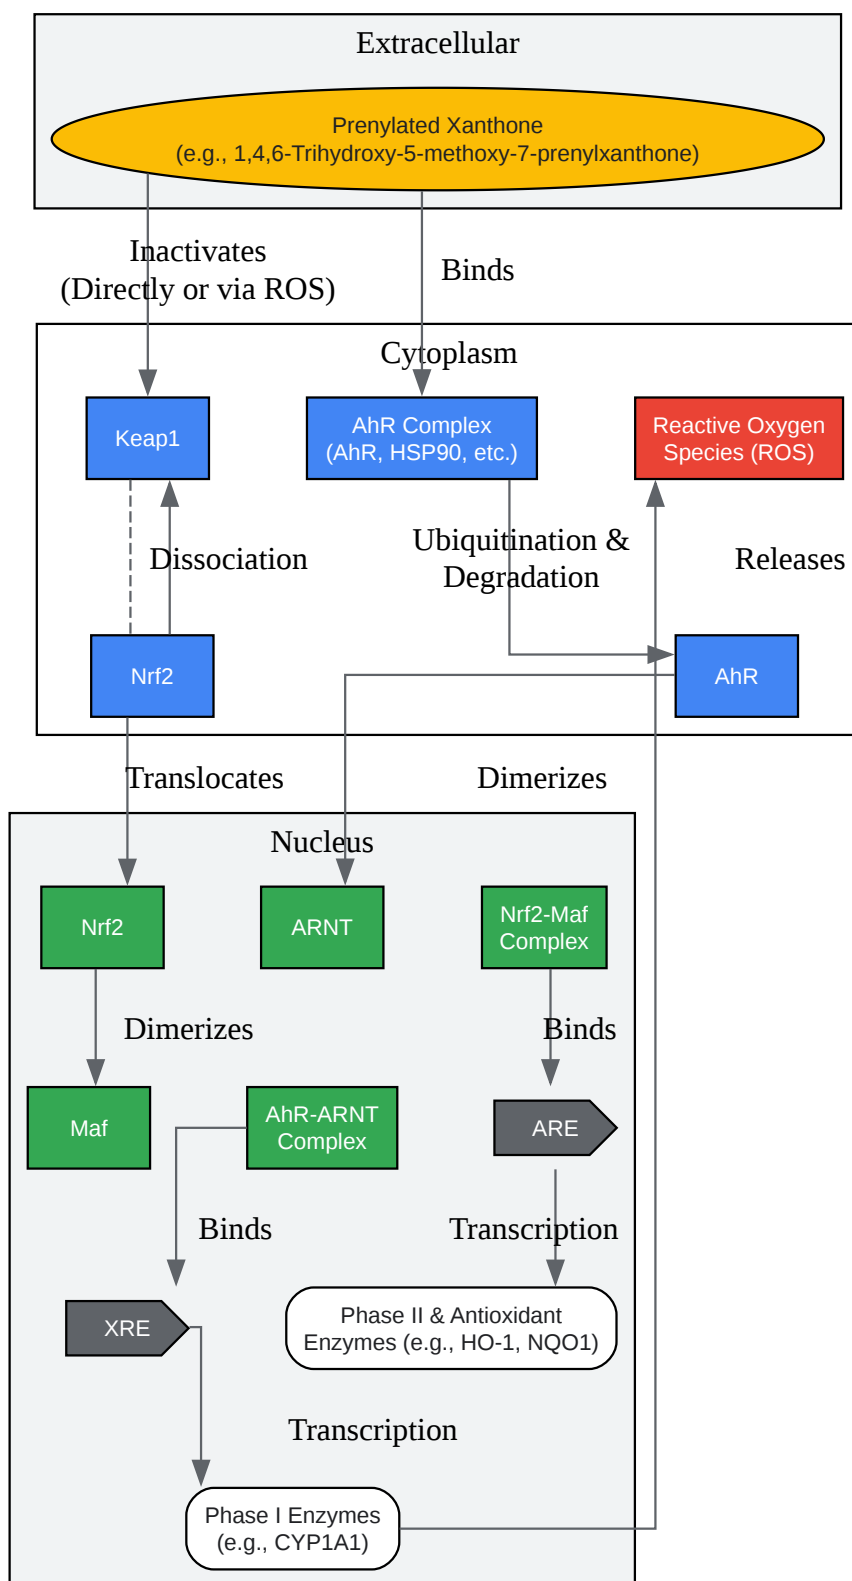 Extracellular
Prenylated Xanthone
(e.g., 1,4,6-Trihydroxy-5-methoxy-7-prenylxanthone)
Inactivates
(Directly or via ROS)
Binds
Cytoplasm
Keap1
AhR Complex
(AhR, HSP90, etc.)
Reactive Oxygen
Species (ROS)
Dissociation
Ubiquitination &
Degradation
Releases
Nrf2
AhR
Translocates
Dimerizes
Nucleus
Nrf2
ARNT
Nrf2-Maf
Complex
Dimerizes
Binds
Maf
AhR-ARNT
Complex
ARE
Binds
Transcription
XRE
Phase II & Antioxidant
Enzymes (e.g., HO-1, NQO1)
Transcription
Phase I Enzymes
(e.g., CYP1A1)